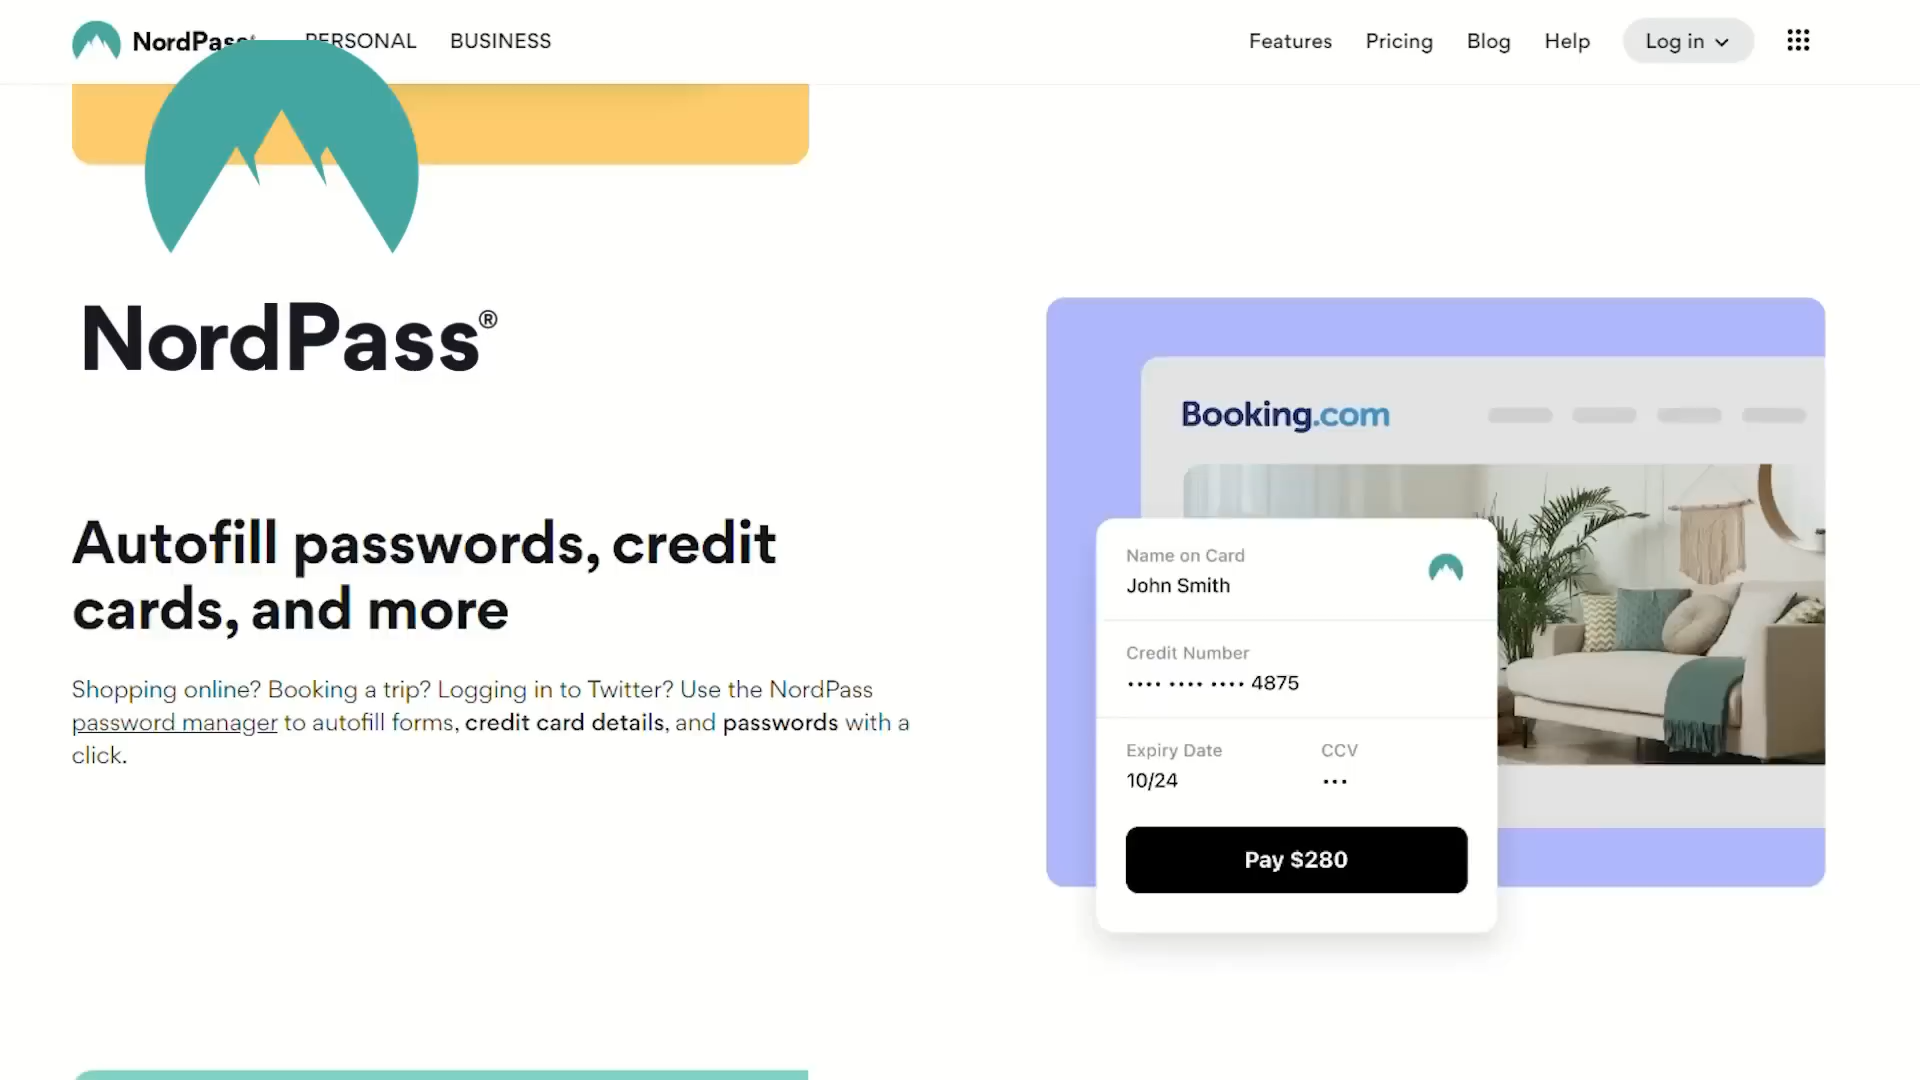 NordPass PERSONAL BUSINESS Features Pricing Blog Help Log in
NordPass®
Autofill passwords, credit
cards, and more
Shopping online? Booking a trip? Logging in to Twitter? Use the NordPass
password manager to autofill forms, credit card details, and passwords with a
click.
Booking.com
Name on Card
John Smith
Credit Number
•••• •••• •••• 4875
Expiry Date CCV
10/24 •••
Pay $280